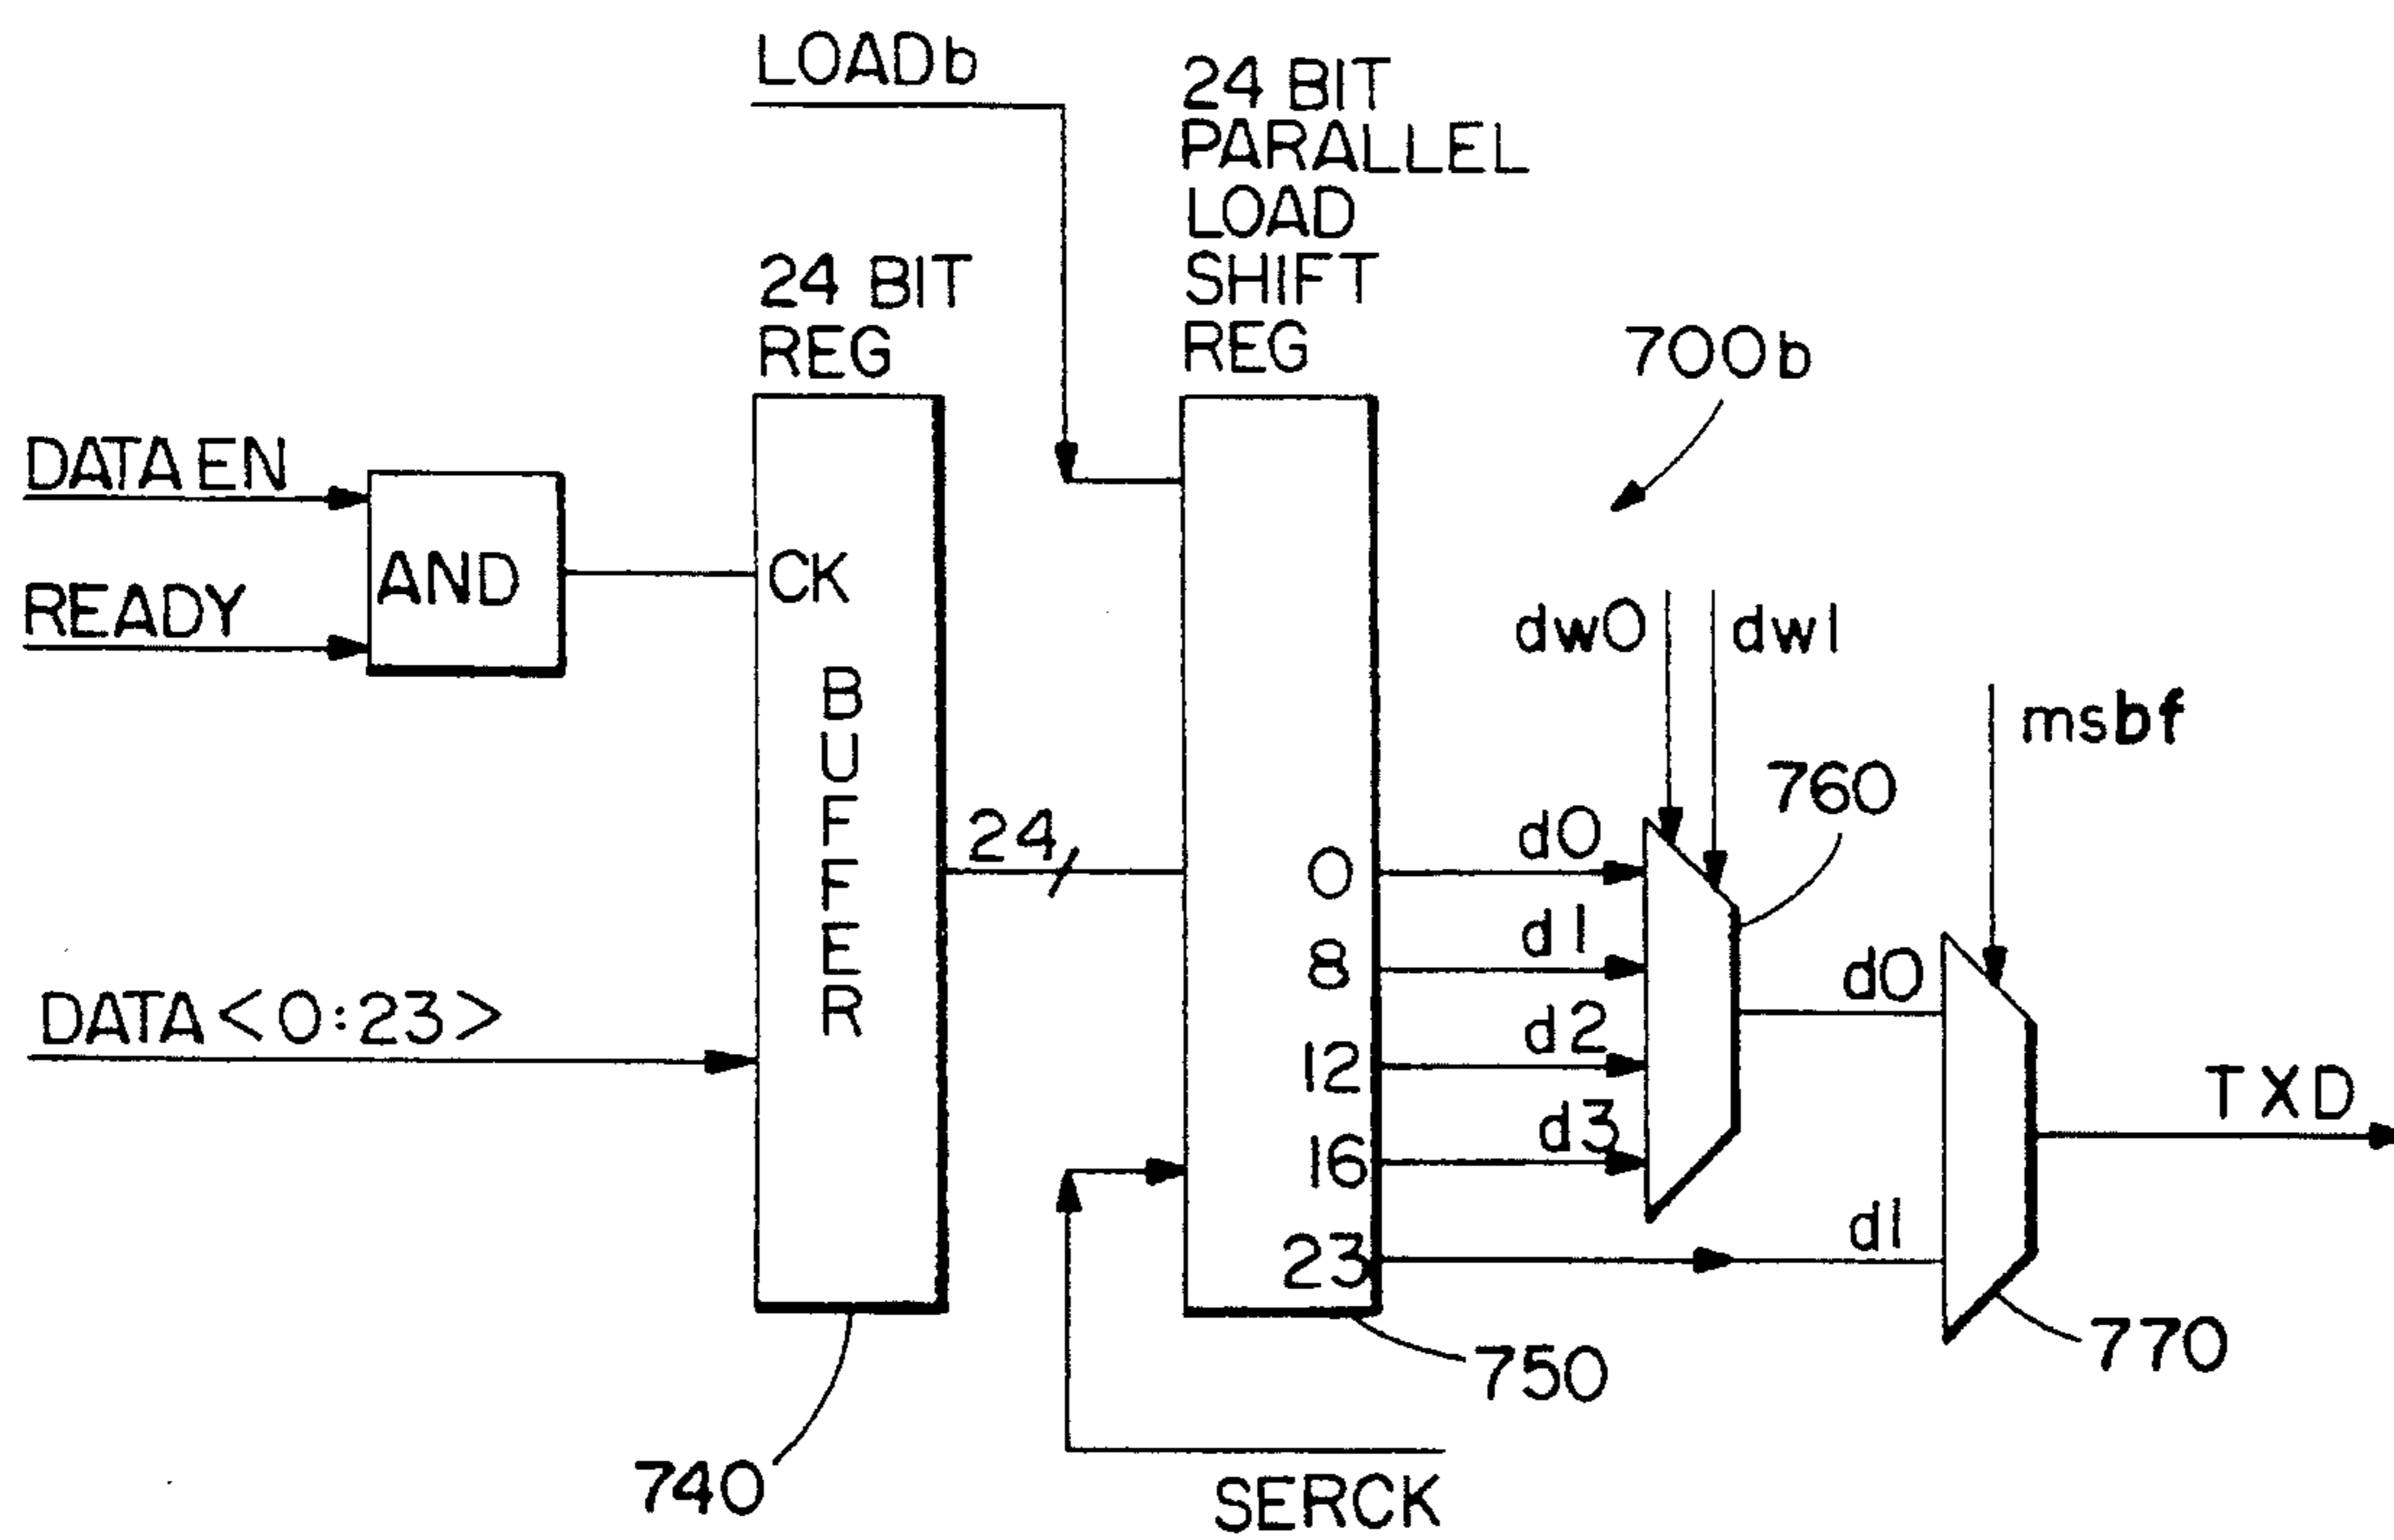 LOADb
24 BIT
PARALLEL
LOAD
SHIFT
REG
24 BIT
REG
700b
DATA EN
READY
AND
CK
BUFFER
dw0
dw1
msbf
760
24
0
8
12
16
23
d0
d1
d2
d3
d0
d1
DATA<0:23>
TXD
770
750
740
SERCK